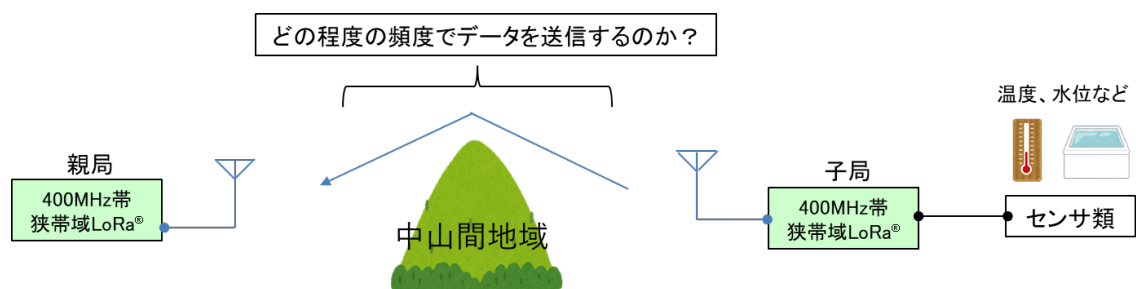 どの程度の頻度でデータを送信するのか？
温度、水位など
親局
400MHz帯
狭帯域LoRa®
中山間地域
子局
400MHz帯
狭帯域LoRa®
センサ類